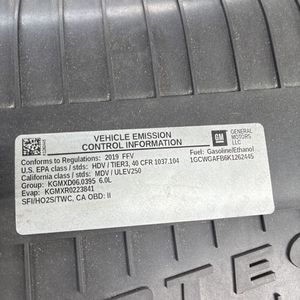 VEHICLE EMISSION
CONTROL INFORMATION
GM
GENERAL
MOTORS
LLC
Conforms to Regulations: 2019 FFV
U.S. EPA class / stds: HDV / TIER3, 40 CFR 1037.104
California class / stds: MDV / ULEV250
Group: KGMXD06.0395 6.0L
Evap: KGMXR0223841
SFI/HO2S/TWC, CA OBD: II
Fuel: Gasoline/Ethanol
1GCWGAFB6K1262445